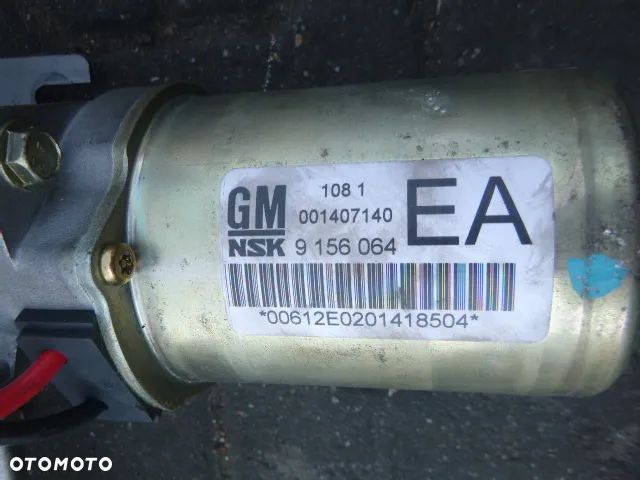 GM
108 1
001407140
EA
NSK 9 156 064
*00612E0201418504*
OTOMOTO